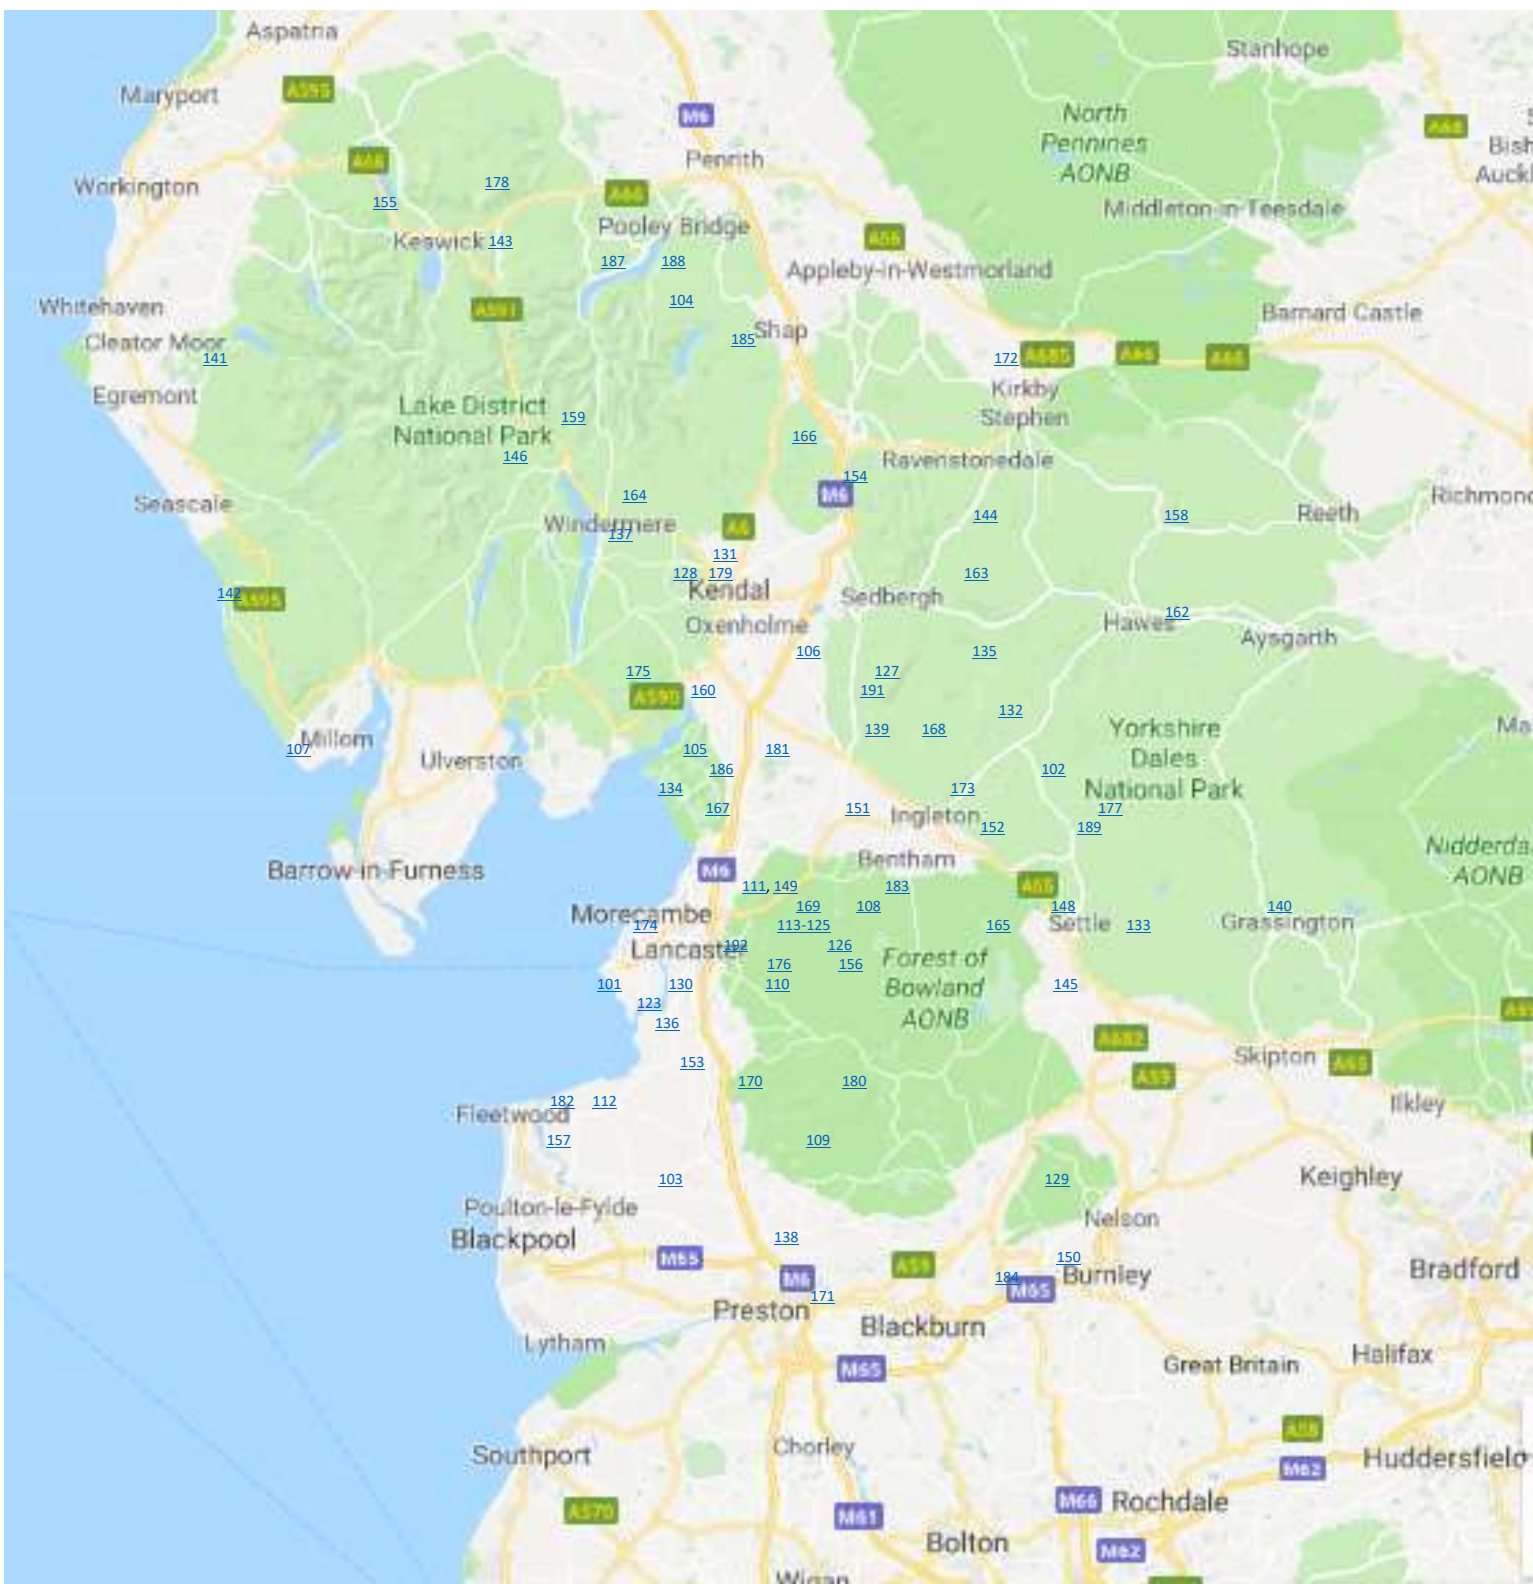 Aspatria
Stanhope
Maryport
A595
M6
North
Pennines
AONB
A68
Bish
Auckl
Penrith
A66
Workington
178
A66
155
Middleton-in-Teesdale
Pooley Bridge
Keswick 143
187 188
Appleby-in-Westmorland
104
Whitehaven
A591
Barnard Castle
Cleator Moor
185 Shap
141
172 A685 A66 A66
Egremont
Kirkby
Stephen
Lake District
National Park
159
146
166
Ravenstonedale
154
M6
Seascale
164
Windermere
137
A6
144
158
Reeth
Richmond
131
128 179
Kendal
163
Sedbergh
142 A595
Oxenholme
162
Hawes
Aysgarth
106
135
175
127
A590 160
191
132
139 168
Yorkshire
Dales
National Park
107 Millom
Ulverston
105
181
186
102
134
173
167
151
Ingleton
152
177
189
Nidderda
AONB
Ma
Barrow-in-Furness
M6
Bentham
111, 149
183
A65
Morecambe
169 108
148
140
174
113-125
165
Settle 133
Grassington
Lancaster
192
126
176 156
Forest of
Bowland
AONB
101 130
110
145
123
136
A682
Skipton A65
A59
153
170 180
182 112
Fleetwood
Ilkley
157
109
103
129
Keighley
Poulton-le-Fylde
Nelson
Blackpool
138
M55
A59
150
M6
184
M65
Burnley
Bradford
171
Preston
Blackburn
Lytham
M65
Great Britain
Halifax
Southport
Chorley
A58
M62
Huddersfield
A570
M61
M66 Rochdale
Bolton
M62
Wigan